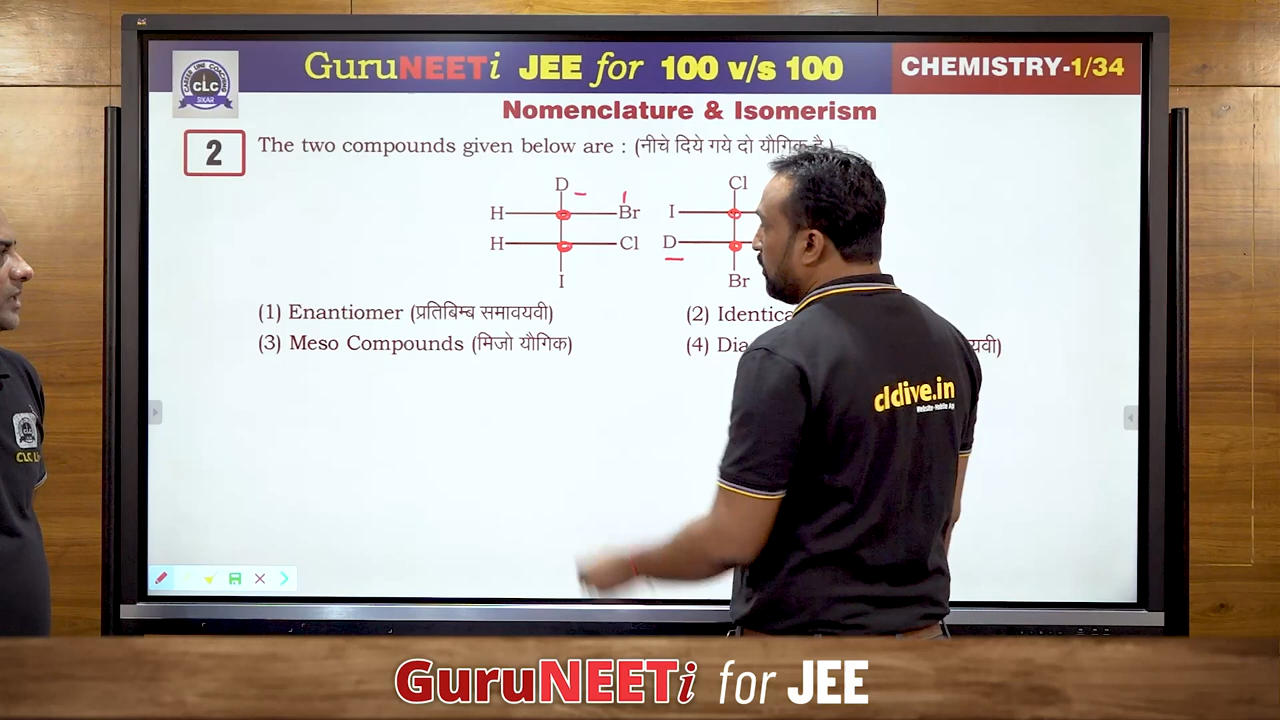 GuruNEETi JEE for 100 v/s 100 CHEMISTRY-1/34
CLC
SIKAR
Nomenclature & Isomerism
2 The two compounds given below are : (नीचे दिये गये दो यौगिक है)
D Cl
H Br I
H Cl D
I Br
(1) Enantiomer (प्रतिबिम्ब समावयवी) (2) Identica
(3) Meso Compounds (मिजो यौगिक) (4) Dia यवी)
cldive.in
GuruNEETi for JEE